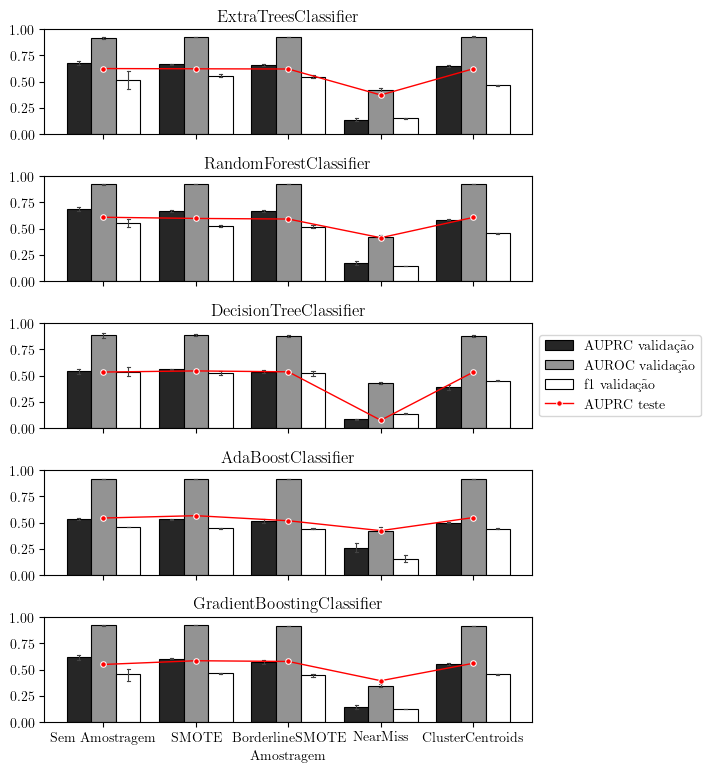 ExtraTreesClassifier
1.00
0.75
0.50
0.25
0.00
RandomForestClassifier
1.00
0.75
0.50
0.25
0.00
DecisionTreeClassifier
1.00
0.75
0.50
0.25
0.00
AUPRC validação
AUROC validação
f1 validação
AUPRC teste
AdaBoostClassifier
1.00
0.75
0.50
0.25
0.00
GradientBoostingClassifier
1.00
0.75
0.50
0.25
0.00
Sem Amostragem SMOTE BorderlineSMOTE NearMiss ClusterCentroids
Amostragem